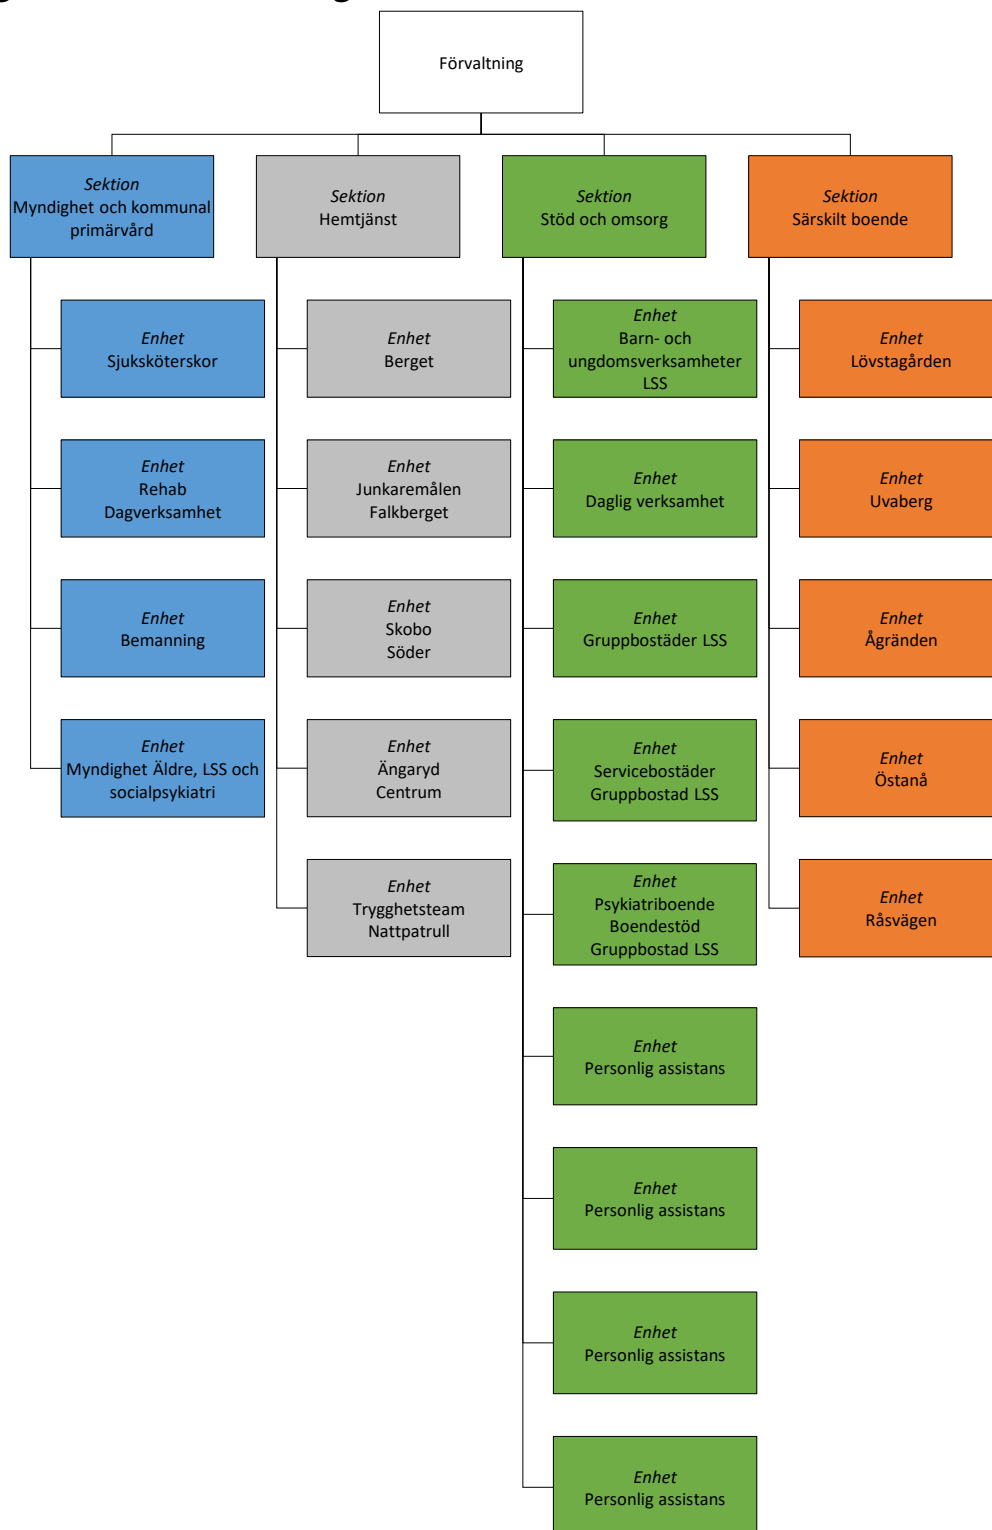 Förvaltning
Sektion
Myndighet och kommunal
primärvård
Sektion
Hemtjänst
Sektion
Stöd och omsorg
Sektion
Särskilt boende
Enhet
Sjuksköterskor
Enhet
Berget
Enhet
Barn- och
ungdomsverksamheter
LSS
Enhet
Lövstagården
Enhet
Rehab
Dagverksamhet
Enhet
Junkaremålen
Falkberget
Enhet
Daglig verksamhet
Enhet
Uvaberg
Enhet
Bemanning
Enhet
Skobo
Söder
Enhet
Gruppbostäder LSS
Enhet
Ågränden
Enhet
Myndighet Äldre, LSS och
socialpsykiatri
Enhet
Ängaryd
Centrum
Enhet
Servicebostäder
Gruppbostad LSS
Enhet
Östanå
Enhet
Trygghetsteam
Nattpatrull
Enhet
Psykiatriboende
Boendestöd
Gruppbostad LSS
Enhet
Råsvägen
Enhet
Personlig assistans
Enhet
Personlig assistans
Enhet
Personlig assistans
Enhet
Personlig assistans